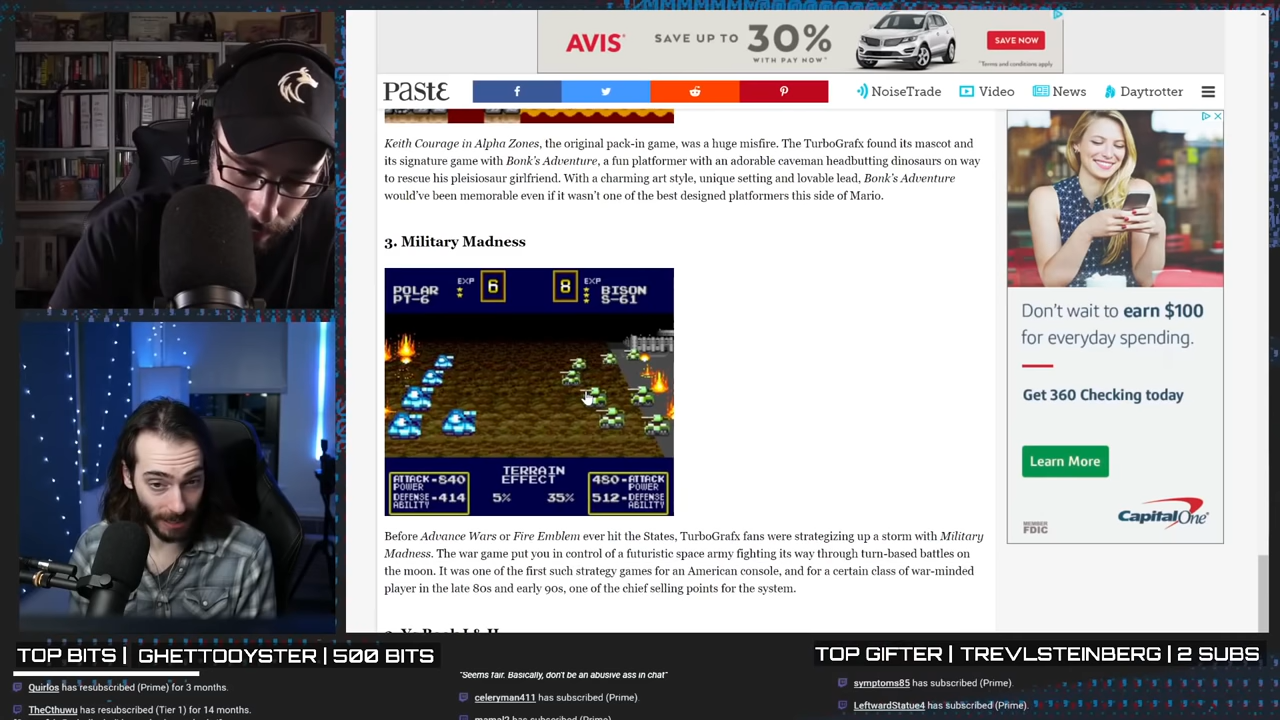 AVIS
SAVE UP TO 30%
WITH PAY NOW*
SAVE NOW
*Terms and conditions apply
PASTE
NoiseTrade
Video
News
Daytrotter
Keith Courage in Alpha Zones, the original pack-in game, was a huge misfire. The TurboGrafx found its mascot and
its signature game with Bonk's Adventure, a fun platformer with an adorable caveman headbutting dinosaurs on way
to rescue his pleisiosaur girlfriend. With a charming art style, unique setting and lovable lead, Bonk's Adventure
would've been memorable even if it wasn't one of the best designed platformers this side of Mario.
3. Military Madness
POLAR
PT-6
EXP
6
8
EXP
BISON
S-61
ATTACK-840
POWER
DEFENSE-414
ABILITY
TERRAIN
EFFECT
5% 35%
480-ATTACK
POWER
512-DEFENSE
ABILITY
Before Advance Wars or Fire Emblem ever hit the States, TurboGrafx fans were strategizing up a storm with Military
Madness. The war game put you in control of a futuristic space army fighting its way through turn-based battles on
the moon. It was one of the first such strategy games for an American console, and for a certain class of war-minded
player in the late 80s and early 90s, one of the chief selling points for the system.
Don't wait to earn $100
for everyday spending.
Get 360 Checking today
Learn More
MEMBER
FDIC
Capital One
TOP BITS | GHETTOOYSTER | 500 BITS
Quirfos has resubscribed (Prime) for 3 months.
TheCthuwu has resubscribed (Tier 1) for 14 months.
"Seems fair. Basically, don't be an abusive ass in chat"
celeryman411 has subscribed (Prime).
TOP GIFTER | TREVLSTEINBERG | 2 SUBS
symptoms85 has subscribed (Prime).
LeftwardStatue4 has subscribed (Prime).